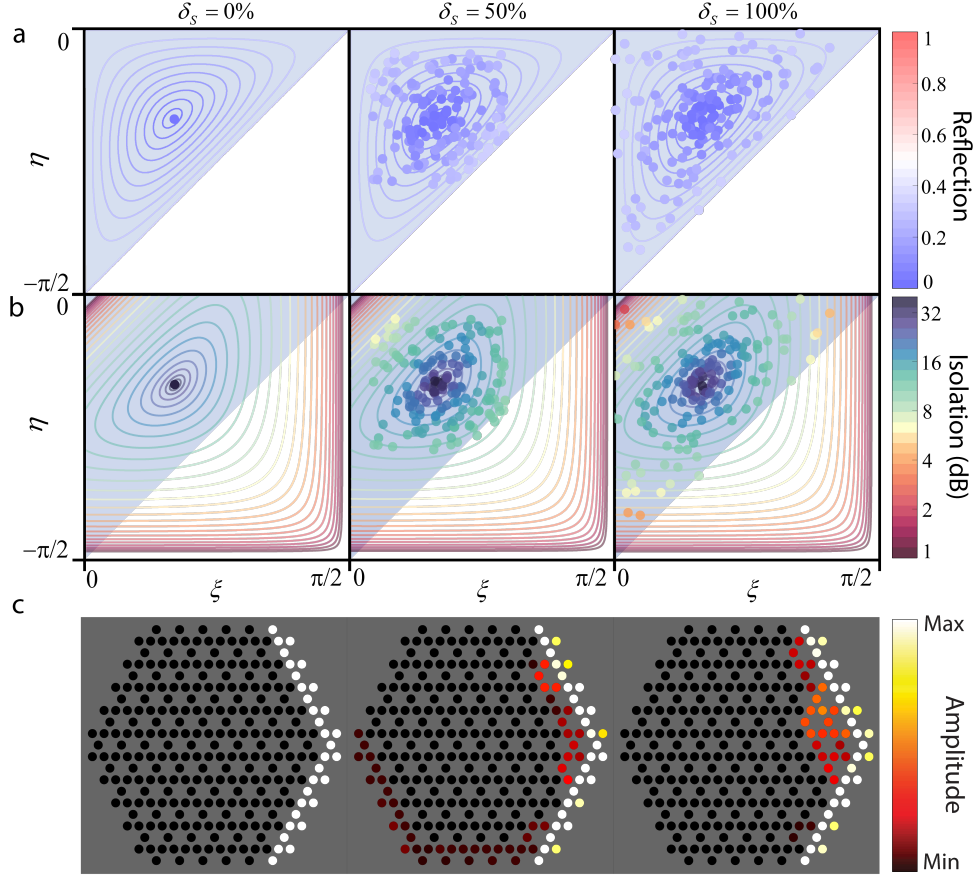 δS = 0% δS = 50% δS = 100%
a
0
η
−π/2
1
0.8
0.6
0.4
0.2
0
Reflection
b
0
η
−π/2
0 ξ π/2
0 ξ π/2
0 ξ π/2
32
16
8
4
2
1
Isolation (dB)
c
Max
Amplitude
Min